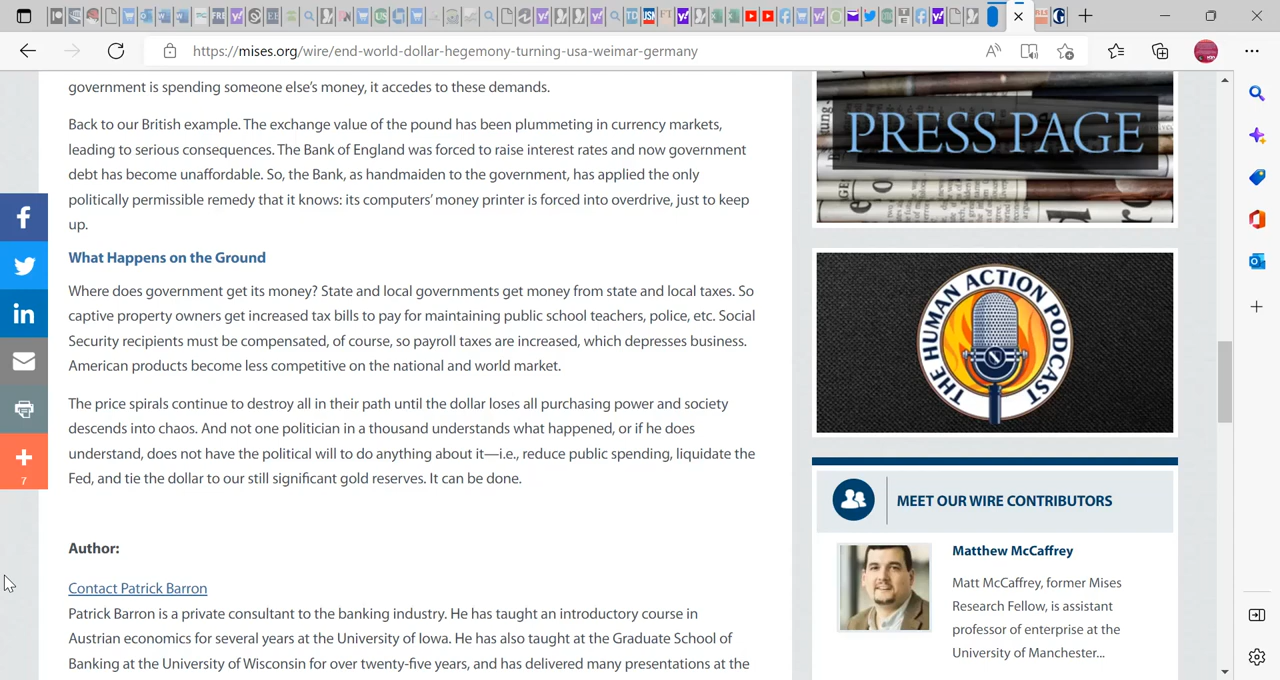 https://mises.org/wire/end-world-dollar-hegemony-turning-usa-weimar-germany
government is spending someone else's money, it accedes to these demands.
Back to our British example. The exchange value of the pound has been plummeting in currency markets,
leading to serious consequences. The Bank of England was forced to raise interest rates and now government
debt has become unaffordable. So, the Bank, as handmaiden to the government, has applied the only
politically permissible remedy that it knows: its computers' money printer is forced into overdrive, just to keep
up.
What Happens on the Ground
Where does government get its money? State and local governments get money from state and local taxes. So
captive property owners get increased tax bills to pay for maintaining public school teachers, police, etc. Social
Security recipients must be compensated, of course, so payroll taxes are increased, which depresses business.
American products become less competitive on the national and world market.
The price spirals continue to destroy all in their path until the dollar loses all purchasing power and society
descends into chaos. And not one politician in a thousand understands what happened, or if he does
understand, does not have the political will to do anything about it—i.e., reduce public spending, liquidate the
Fed, and tie the dollar to our still significant gold reserves. It can be done.
Author:
Contact Patrick Barron
Patrick Barron is a private consultant to the banking industry. He has taught an introductory course in
Austrian economics for several years at the University of Iowa. He has also taught at the Graduate School of
Banking at the University of Wisconsin for over twenty-five years, and has delivered many presentations at the
7
PRESS PAGE
THE HUMAN ACTION PODCAST
MEET OUR WIRE CONTRIBUTORS
Matthew McCaffrey
Matt McCaffrey, former Mises
Research Fellow, is assistant
professor of enterprise at the
University of Manchester...